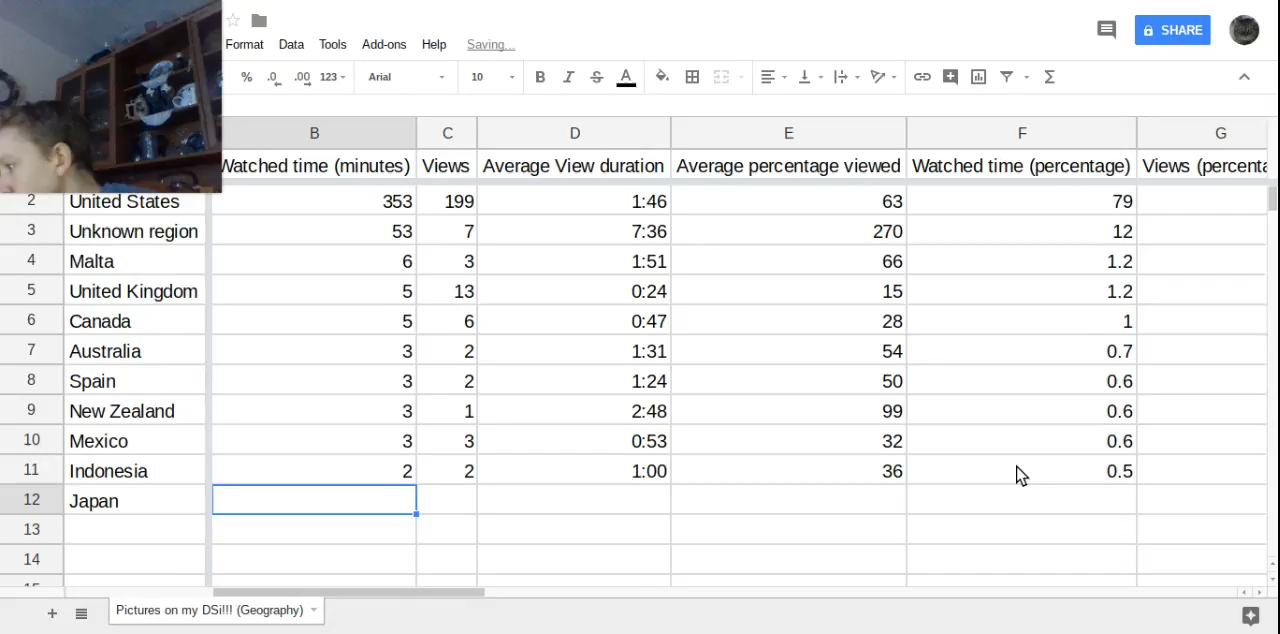 Format Data Tools Add-ons Help Saving...
SHARE
% .0 .00 123 Arial 10 B I S A Σ
B C D E F G
Watched time (minutes) Views Average View duration Average percentage viewed Watched time (percentage) Views (percenta
2 United States 353 199 1:46 63 79
3 Unknown region 53 7 7:36 270 12
4 Malta 6 3 1:51 66 1.2
5 United Kingdom 5 13 0:24 15 1.2
6 Canada 5 6 0:47 28 1
7 Australia 3 2 1:31 54 0.7
8 Spain 3 2 1:24 50 0.6
9 New Zealand 3 1 2:48 99 0.6
10 Mexico 3 3 0:53 32 0.6
11 Indonesia 2 2 1:00 36 0.5
12 Japan
13
14
15
Pictures on my DSi!!! (Geography)